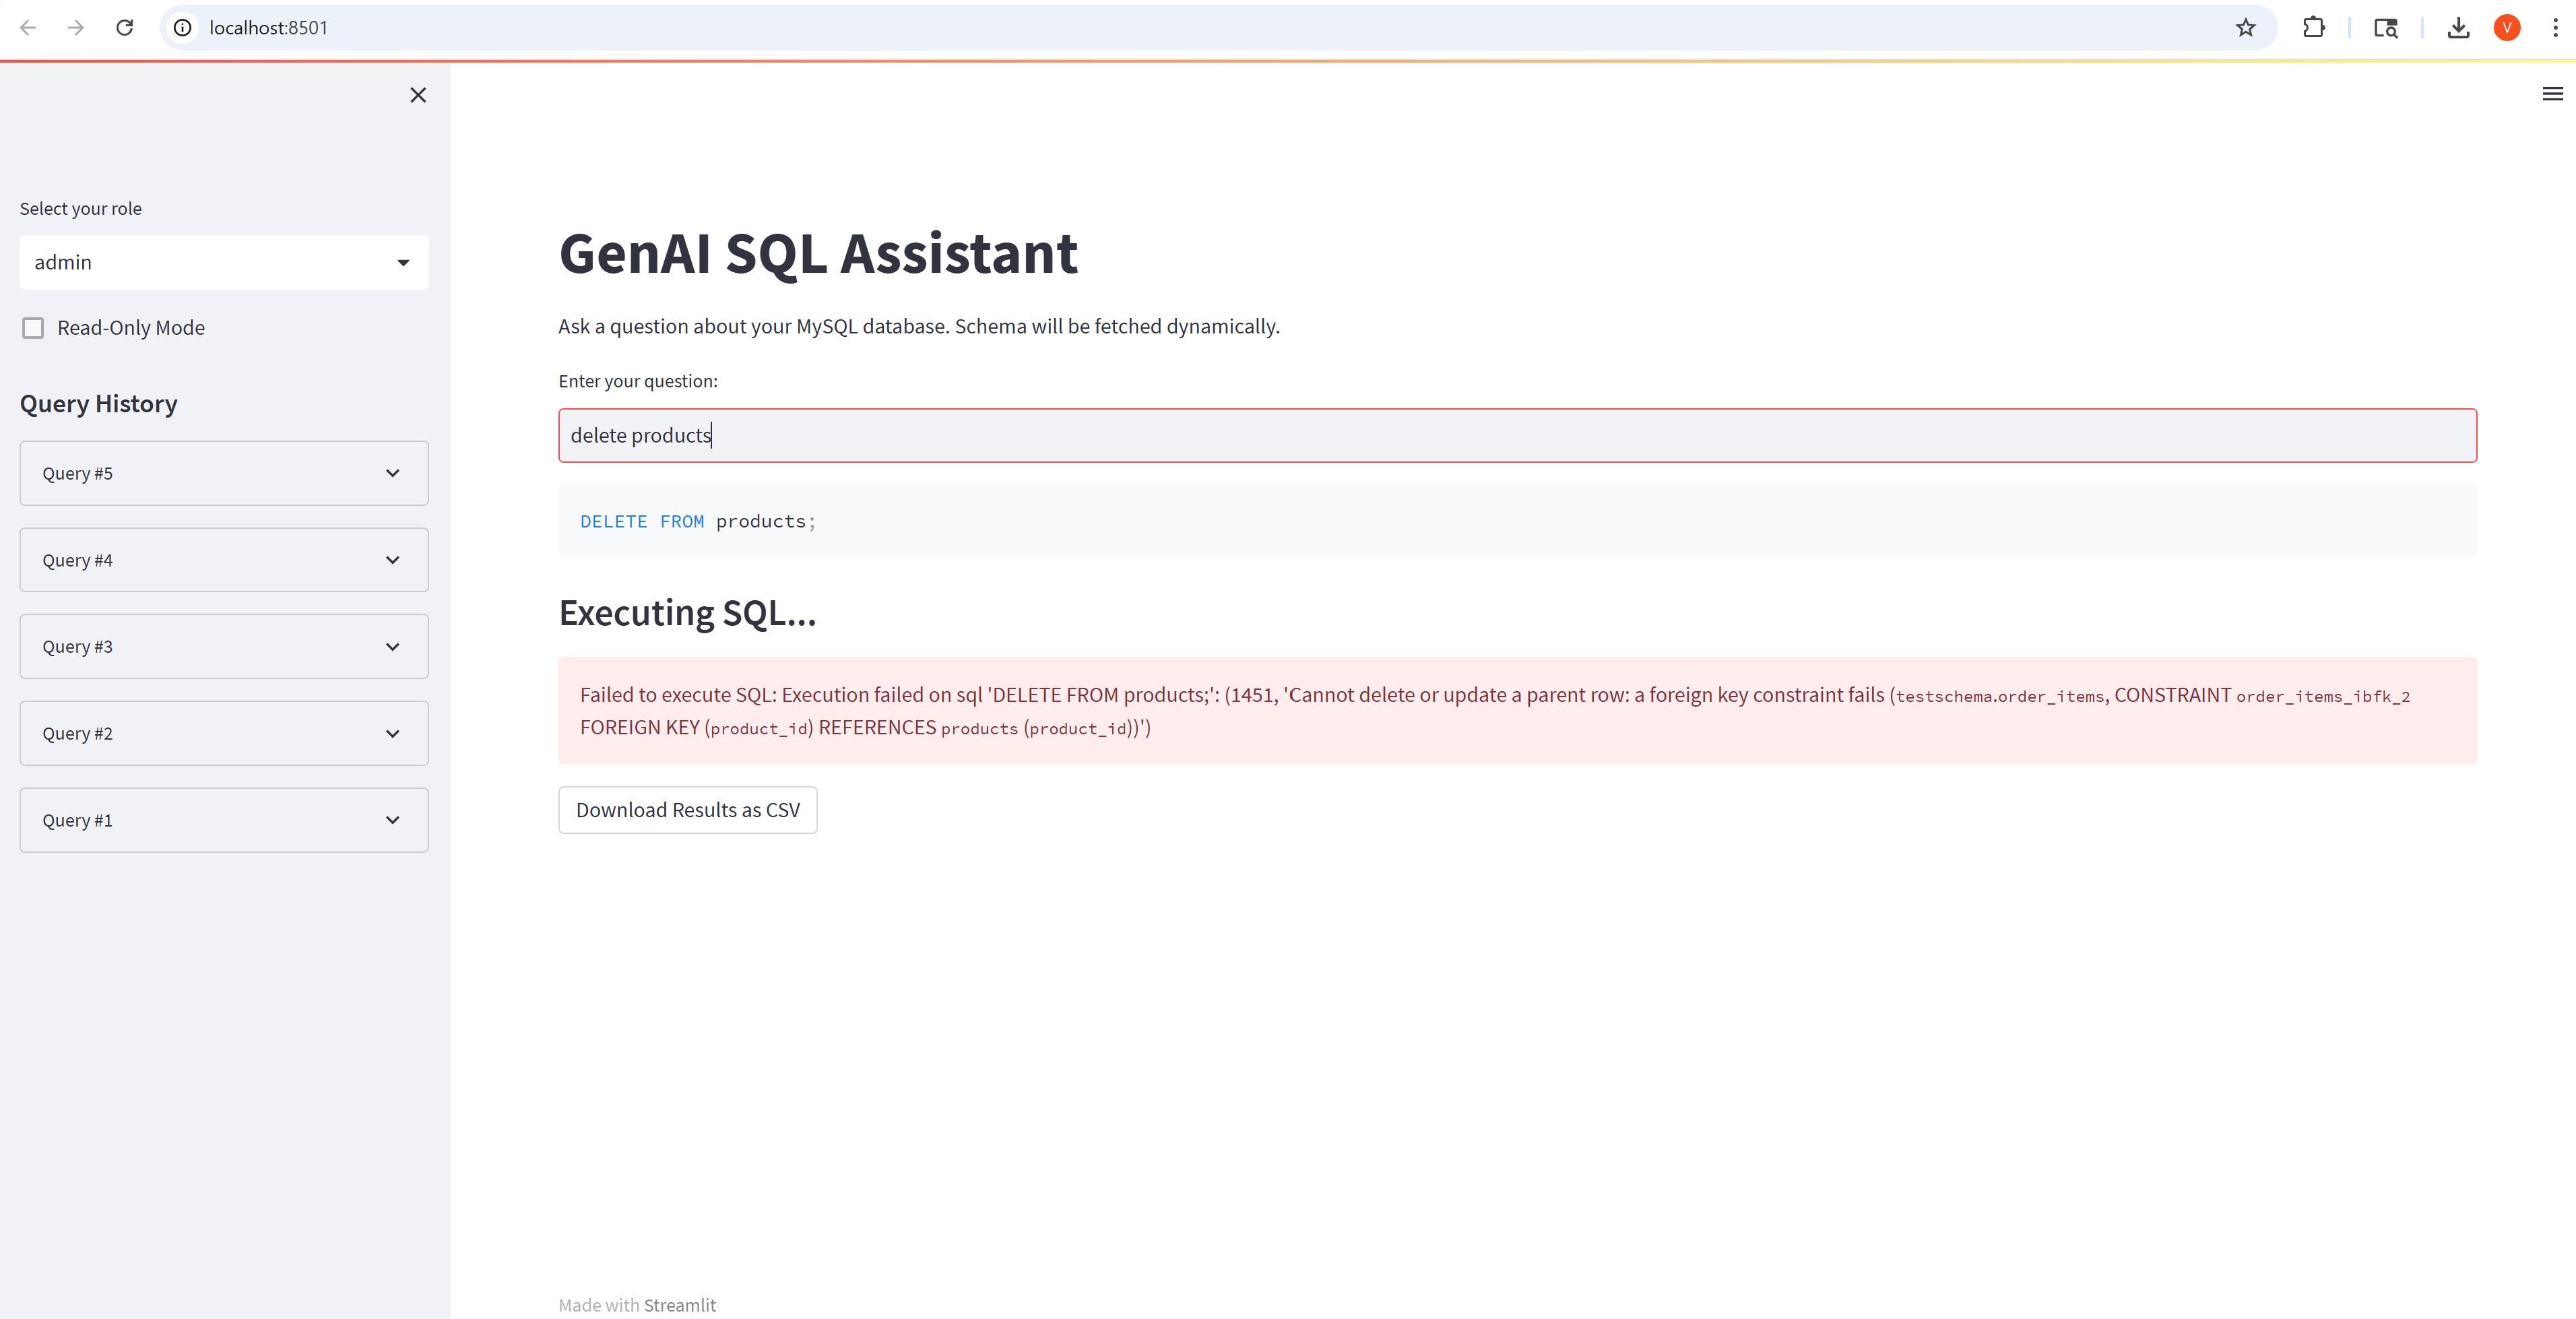 localhost:8501
V
Select your role
admin
Read-Only Mode
Query History
Query #5
Query #4
Query #3
Query #2
Query #1
GenAI SQL Assistant
Ask a question about your MySQL database. Schema will be fetched dynamically.
Enter your question:
delete products
DELETE FROM products;
Executing SQL...
Failed to execute SQL: Execution failed on sql 'DELETE FROM products;': (1451, 'Cannot delete or update a parent row: a foreign key constraint fails (testschema.order_items, CONSTRAINT order_items_ibfk_2
FOREIGN KEY (product_id) REFERENCES products (product_id))')
Download Results as CSV
Made with Streamlit